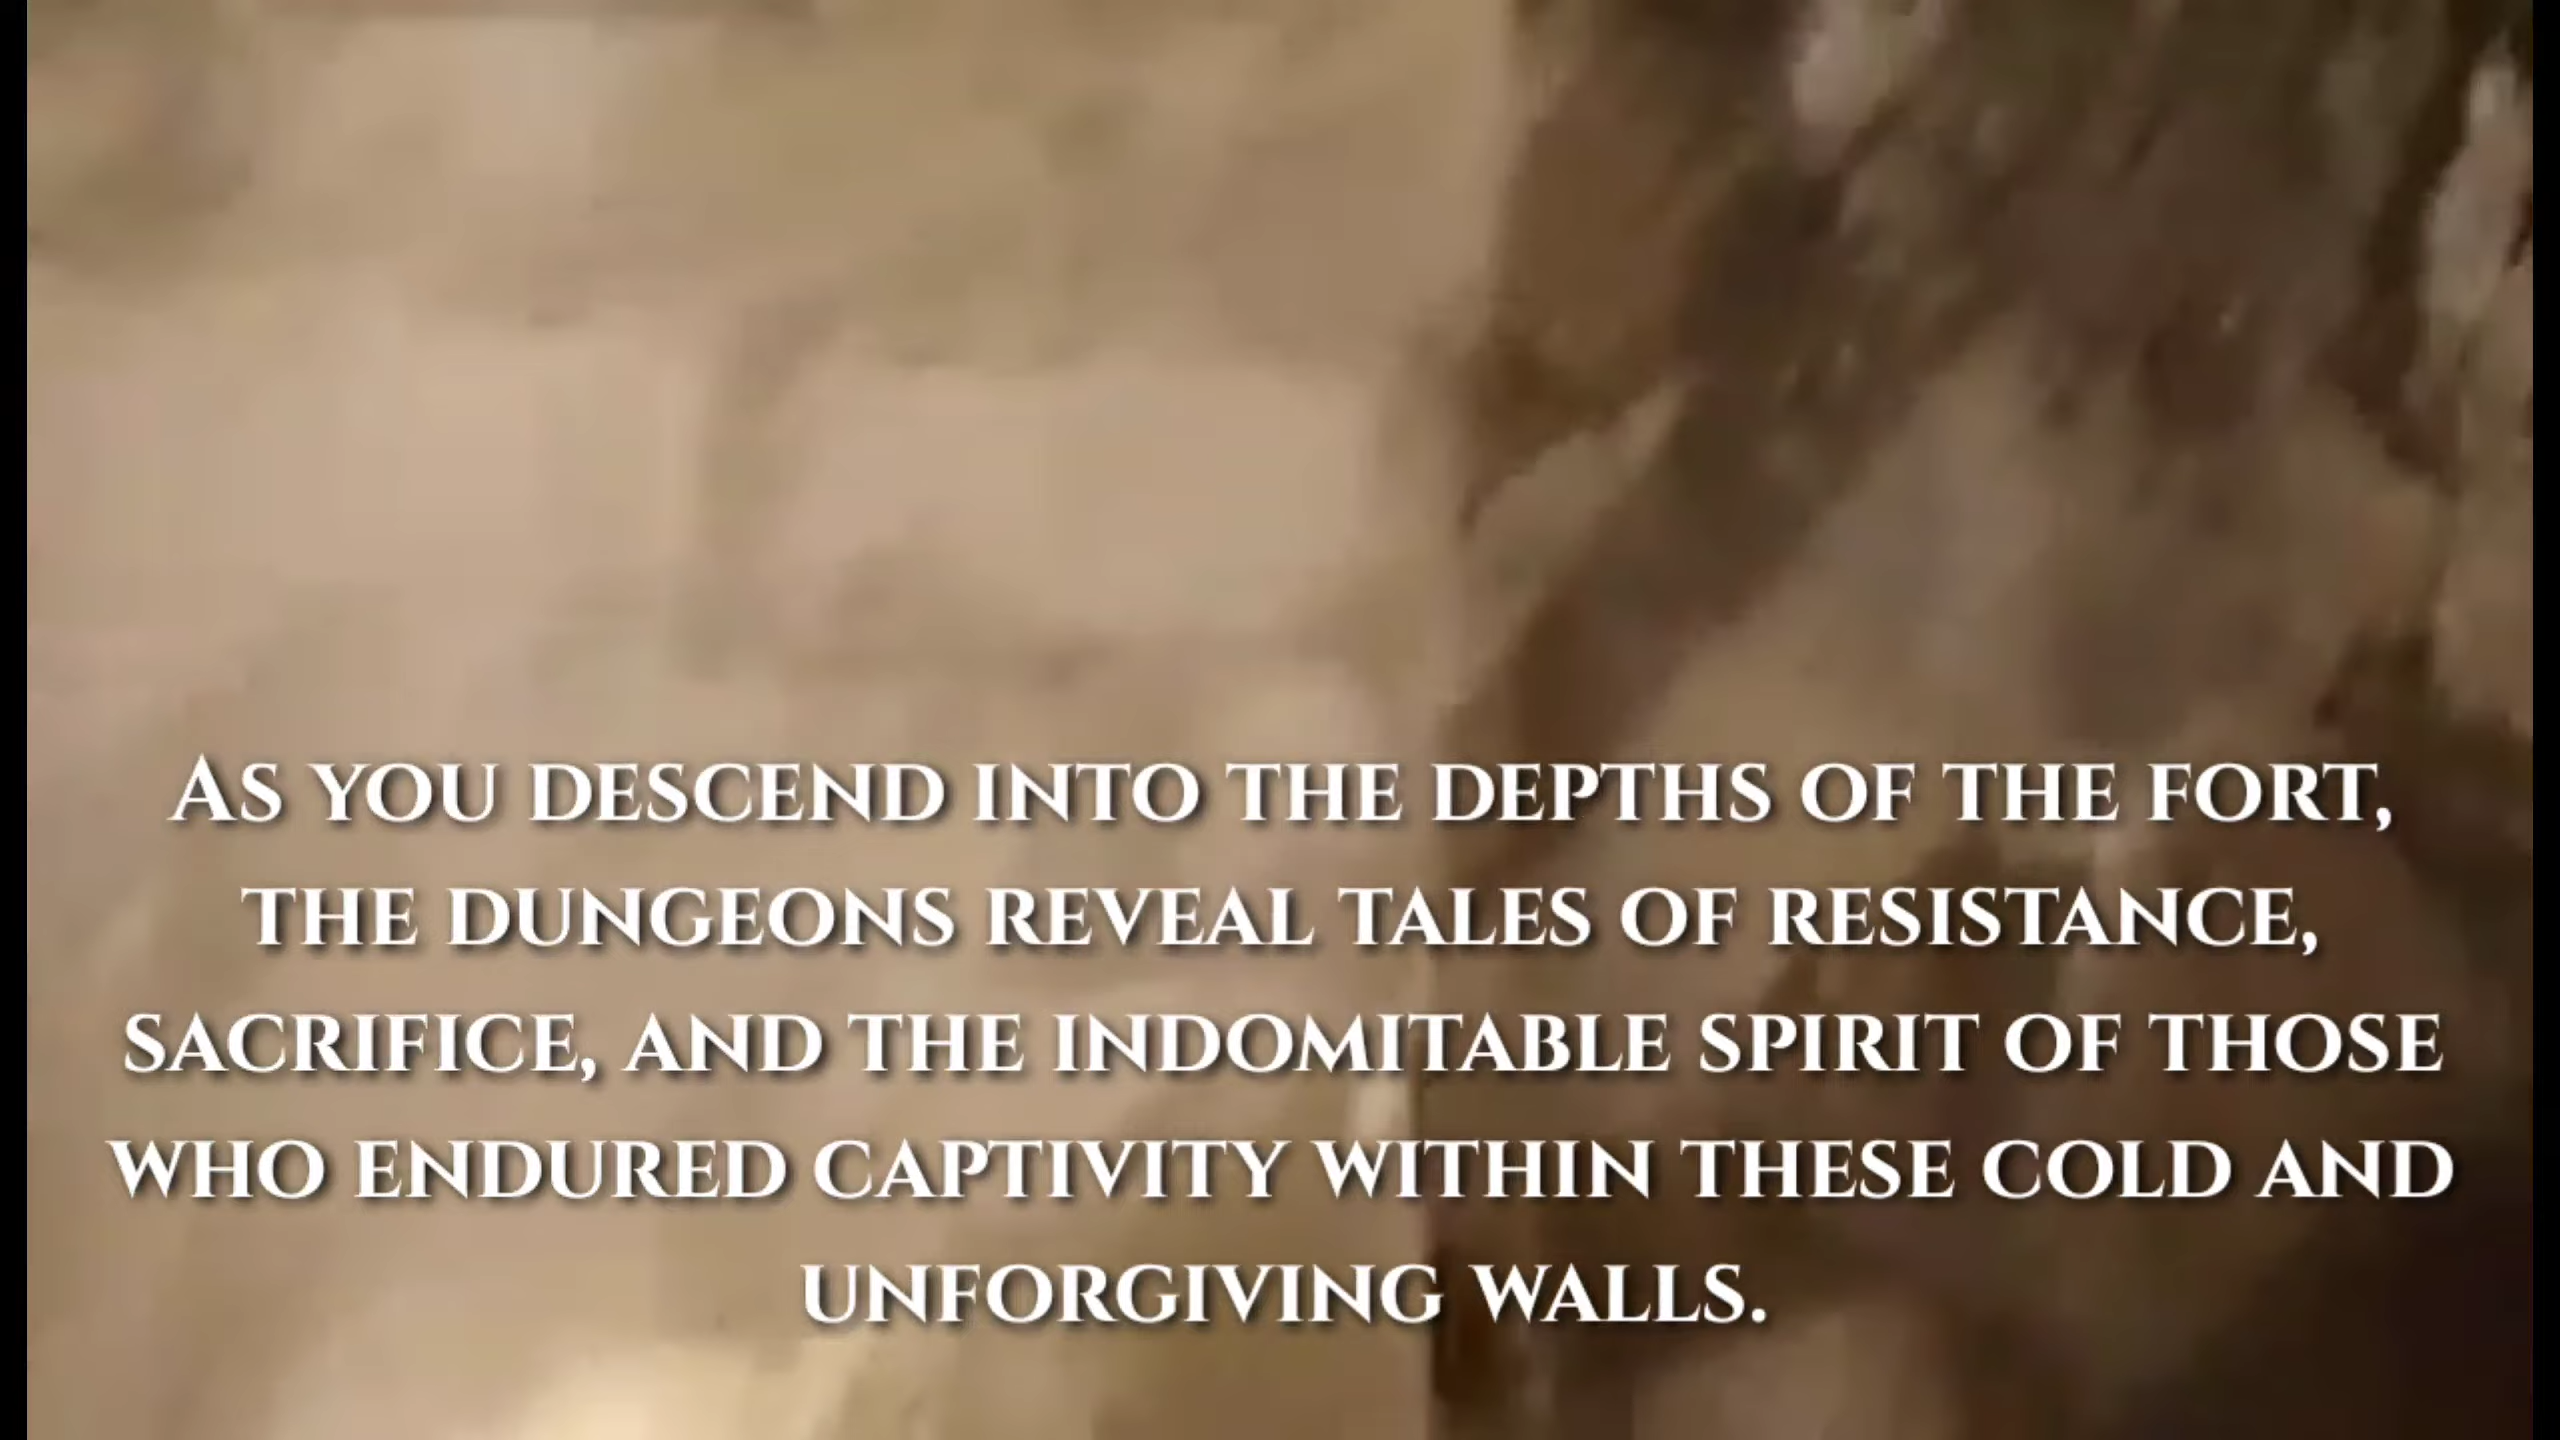 As you descend into the depths of the fort,
the dungeons reveal tales of resistance,
sacrifice, and the indomitable spirit of those
who endured captivity within these cold and
unforgiving walls.